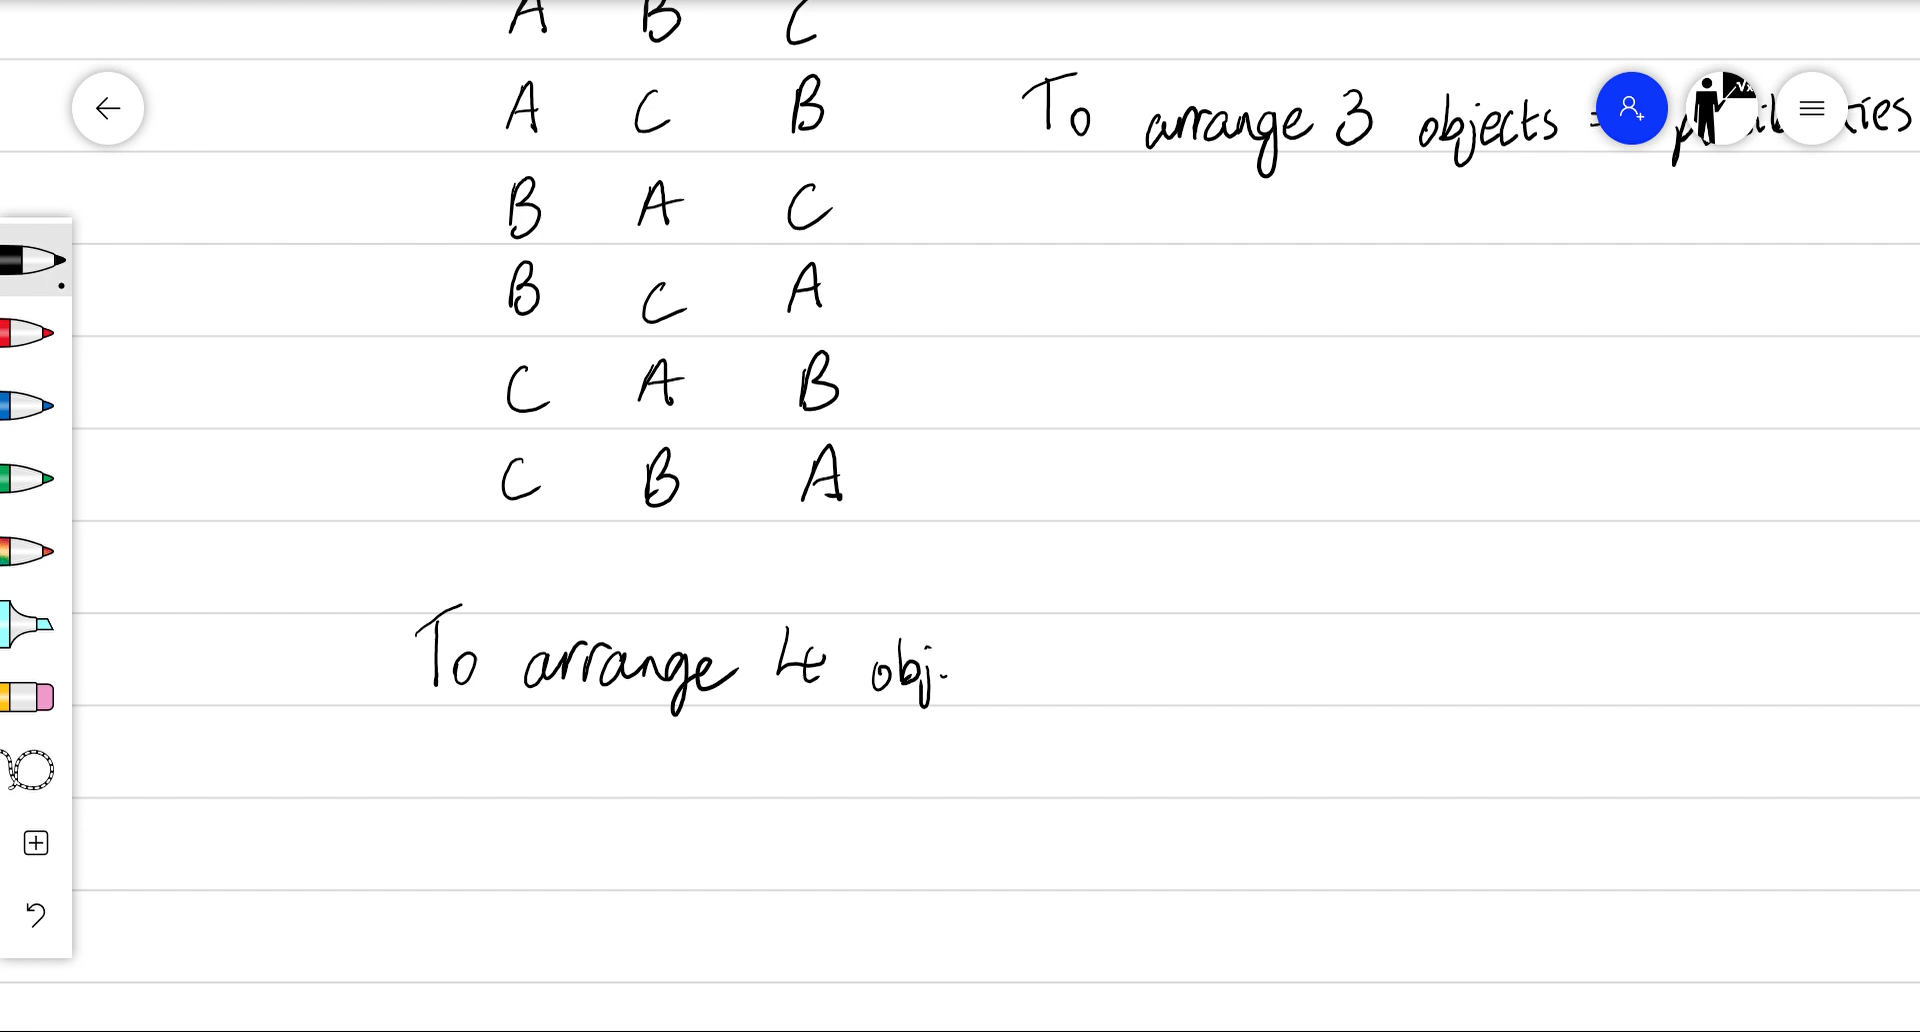 A B C
A C B To arrange 3 objects =
B A C
B C A
C A B
C B A
To arrange 4 obj.